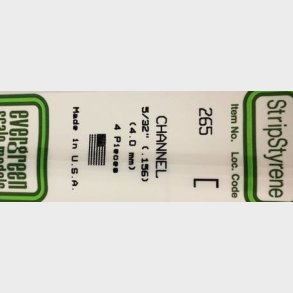 StripStyrene
Item No. Loc. Code
265
CHANNEL
5/32" (.156)
(4.0 mm)
4 Pieces
Made in U.S.A.
evergreen
scale models